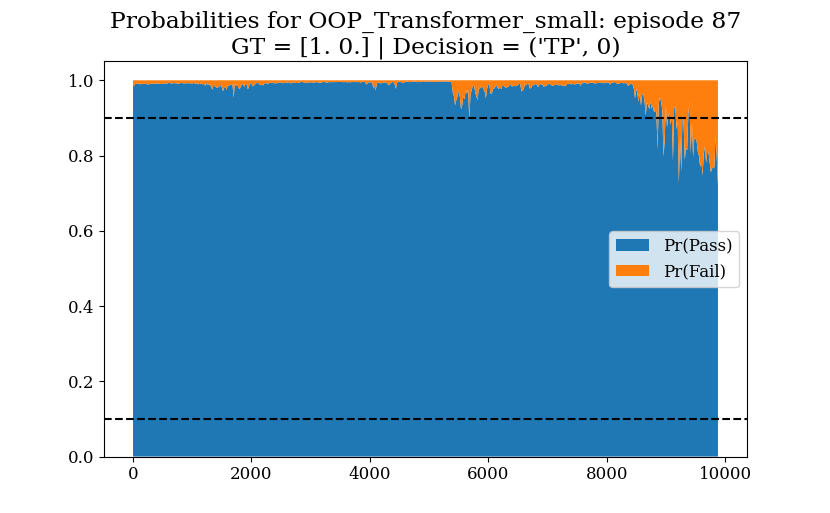 Probabilities for OOP_Transformer_small: episode 87
GT = [1. 0.] | Decision = ('TP', 0)
1.0
0.8
0.6
0.4
0.2
0.0
Pr(Pass)
Pr(Fail)
0 2000 4000 6000 8000 10000